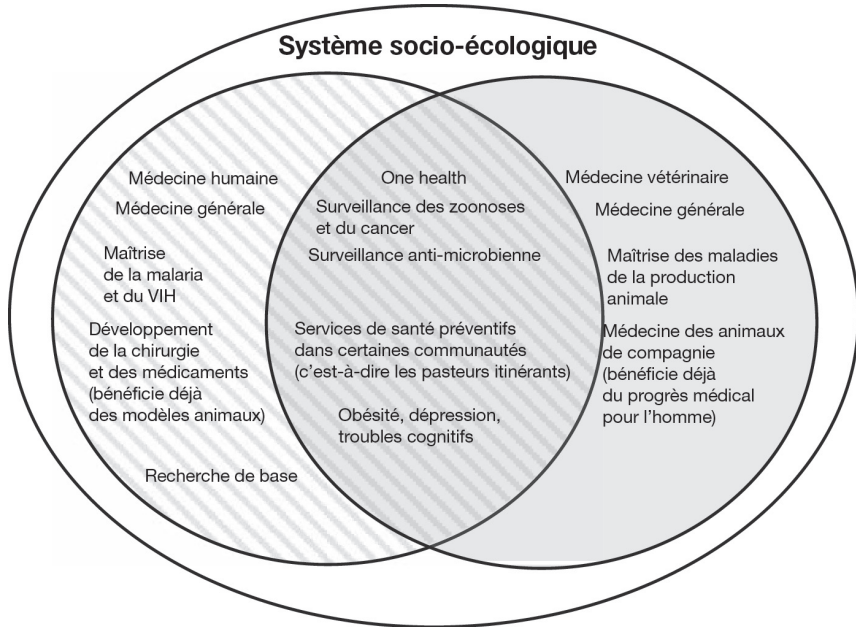 Système socio-écologique
Médecine humaine
Médecine générale
Maîtrise
de la malaria
et du VIH
Développement
de la chirurgie
et des médicaments
(bénéficie déjà
des modèles animaux)
Recherche de base
One health
Surveillance des zoonoses
et du cancer
Surveillance anti-microbienne
Services de santé préventifs
dans certaines communautés
(c'est-à-dire les pasteurs itinérants)
Obésité, dépression,
troubles cognitifs
Médecine vétérinaire
Médecine générale
Maîtrise des maladies
de la production
animale
Médecine des animaux
de compagnie
(bénéficie déjà
du progrès médical
pour l'homme)